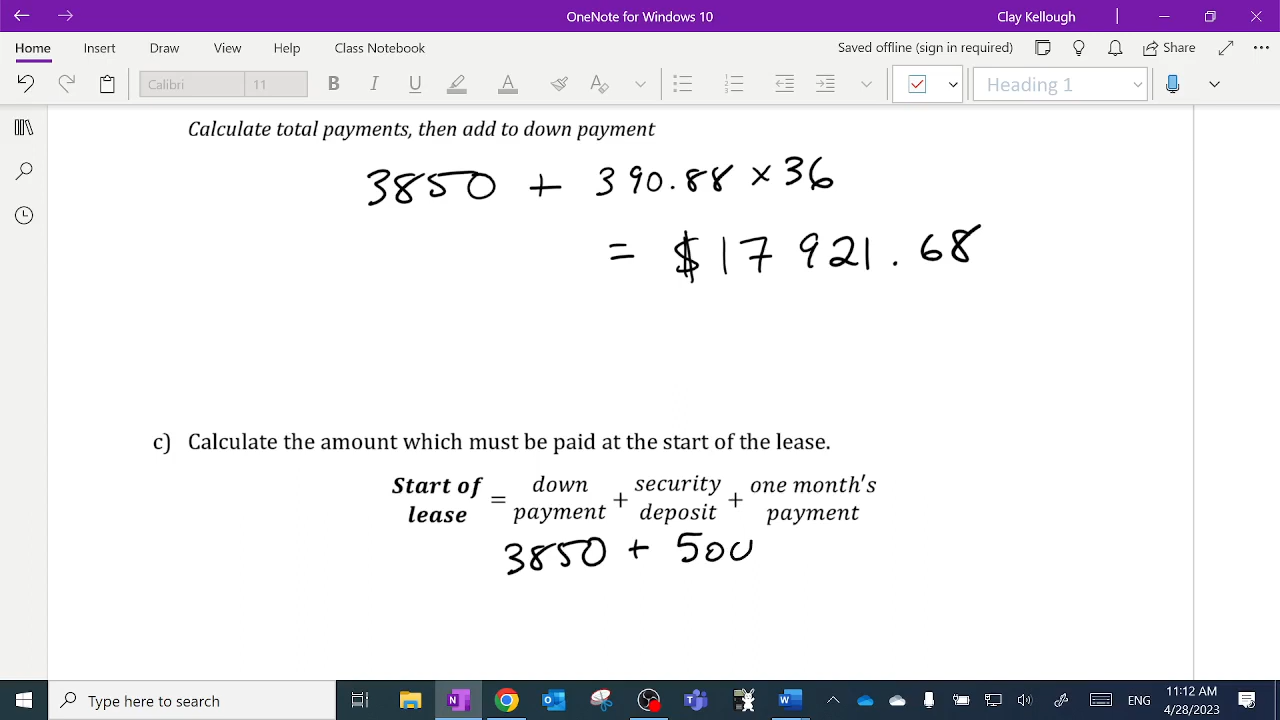 OneNote for Windows 10
Clay Kellough
Home Insert Draw View Help Class Notebook
Saved offline (sign in required)
Share
Calibri 11 B I U A Heading 1
Calculate total payments, then add to down payment
3850 + 390.88 × 36
= $17 921.68
c) Calculate the amount which must be paid at the start of the lease.
Start of lease = down payment + security deposit + one month's payment
3850 + 500
Type here to search
ENG
11:12 AM
4/28/2023